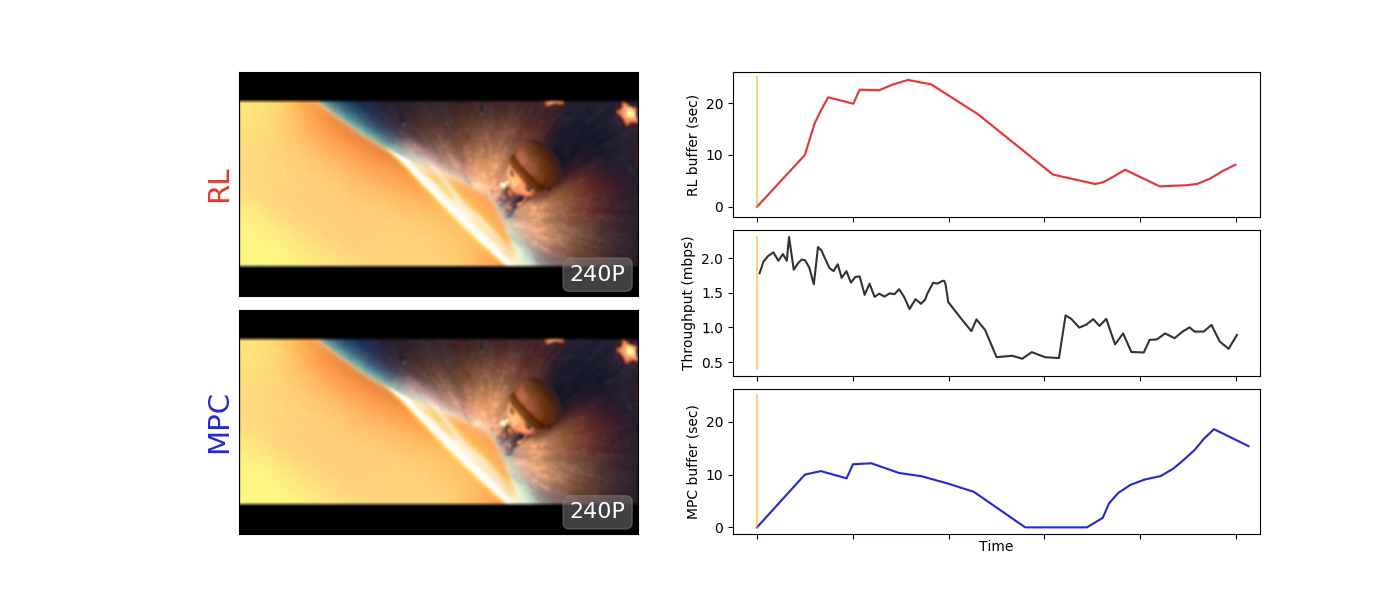 RL
240P
MPC
240P
RL buffer (sec)
20
10
0
Throughput (mbps)
2.0
1.5
1.0
0.5
MPC buffer (sec)
20
10
0
Time